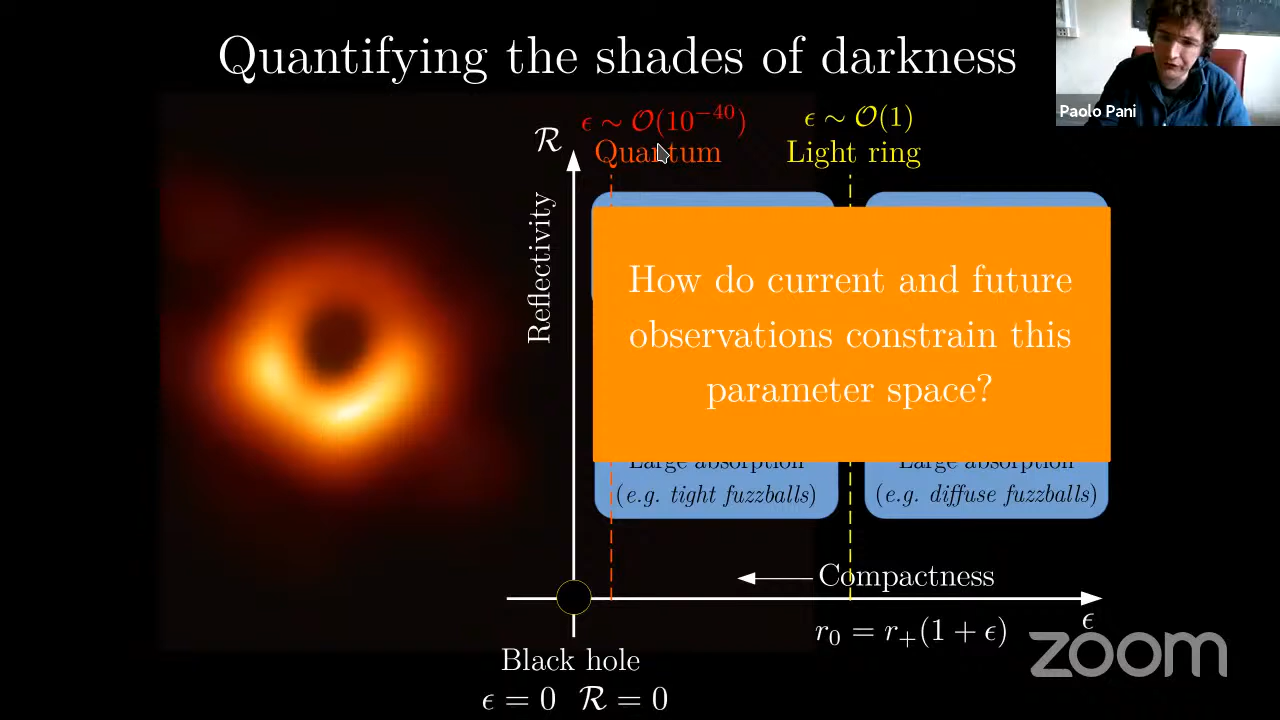 Quantifying the shades of darkness
Paolo Pani
ϵ ∼ 𝒪(10⁻⁴⁰)
ϵ ∼ 𝒪(1)
ℛ
Quantum
Light ring
Reflectivity
How do current and future
observations constrain this
parameter space?
Large absorption
Large absorption
(e.g. tight fuzzballs)
(e.g. diffuse fuzzballs)
Compactness
ϵ
r₀ = r₊(1 + ϵ)
zoom
Black hole
ϵ = 0 ℛ = 0